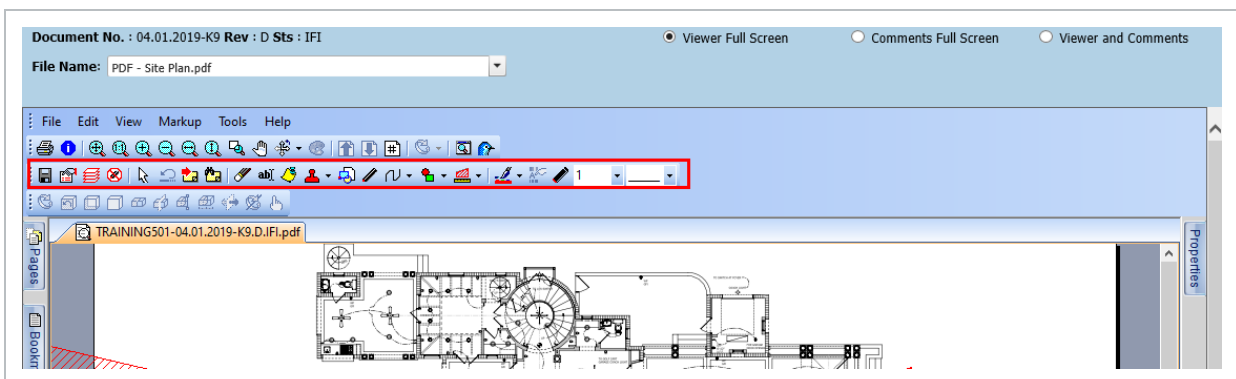 Document No. : 04.01.2019-K9 Rev : D Sts : IFI
Viewer Full Screen
Comments Full Screen
Viewer and Comments
File Name: PDF - Site Plan.pdf
File Edit View Markup Tools Help
abI
1
TRAINING501-04.01.2019-K9.D.IFI.pdf
Pages
Bookm
Properties